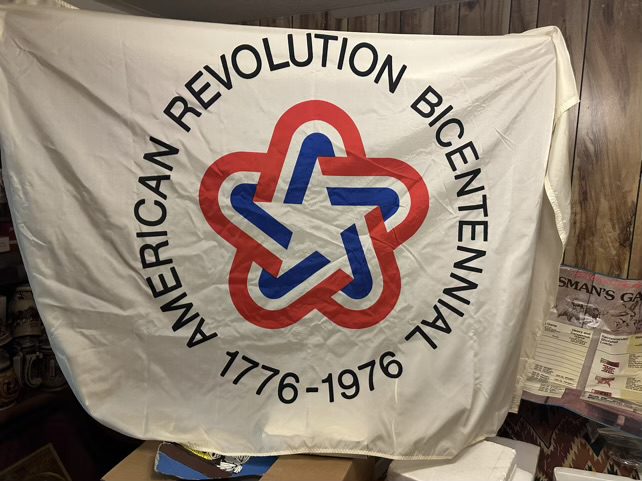 AMERICAN REVOLUTION BICENTENNIAL
1776-1976
SMAN'S GA